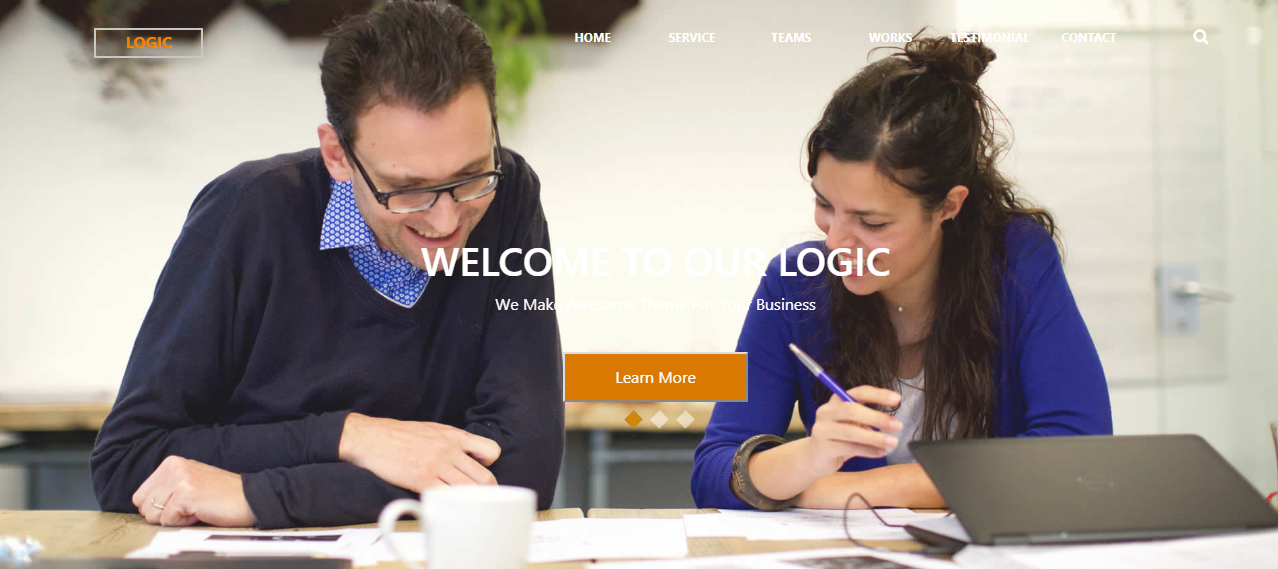 LOGIC
HOME SERVICE TEAMS WORKS TESTIMONIAL CONTACT
WELCOME TO OUR LOGIC
We Make Awesome Theme For Your Business
Learn More